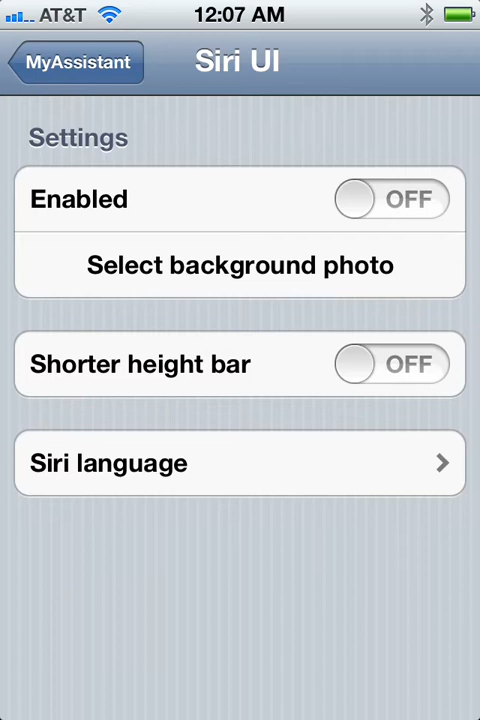 AT&T 12:07 AM
MyAssistant Siri UI
Settings
Enabled OFF
Select background photo
Shorter height bar OFF
Siri language